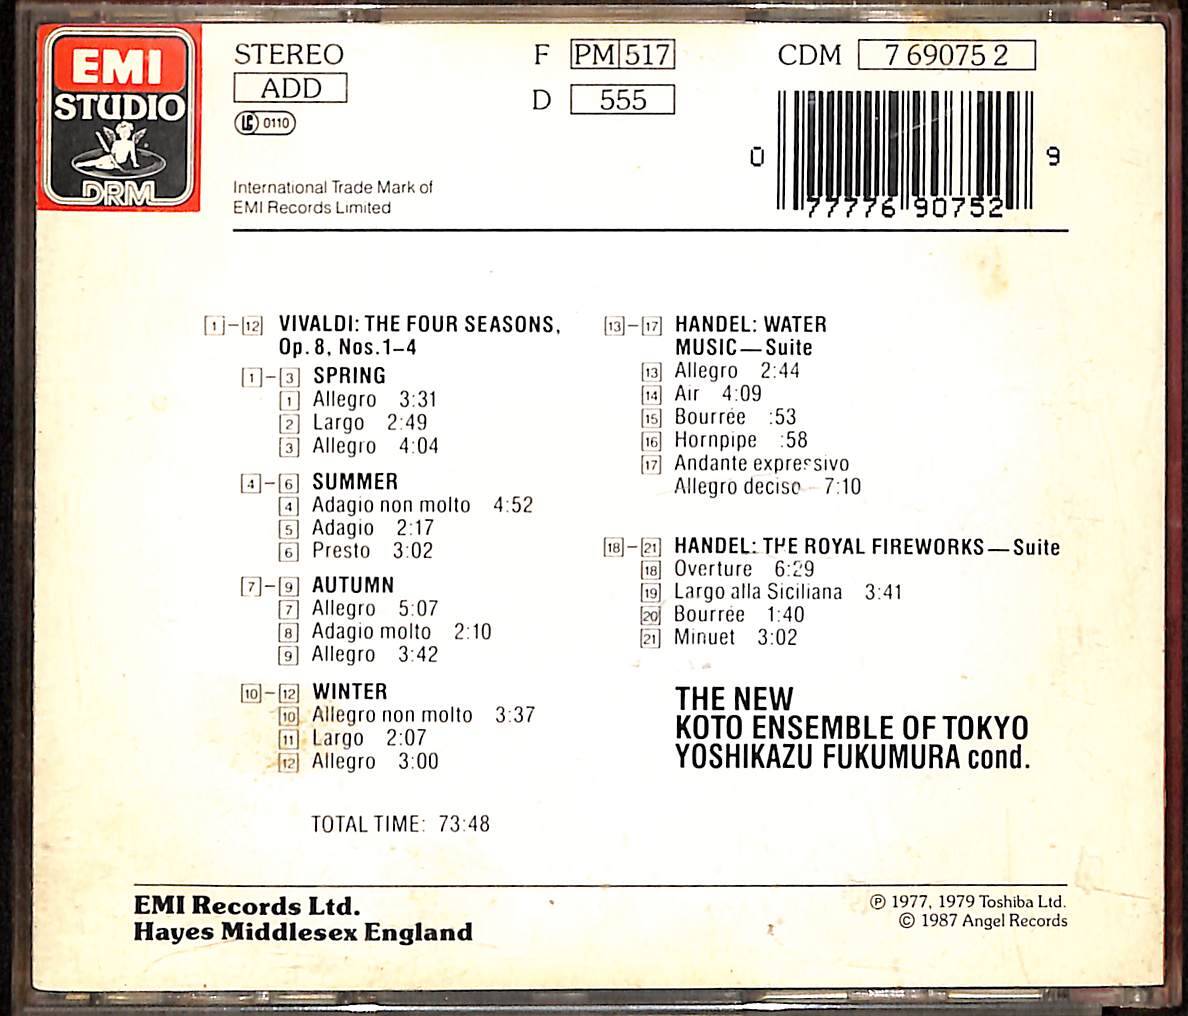 EMI
STUDIO
DRM
STEREO
ADD
LC 0110
International Trade Mark of
EMI Records Limited
F PM 517
D 555
CDM 7 69075 2
0 77776 90752 9
1–12 VIVALDI: THE FOUR SEASONS,
Op. 8, Nos. 1–4
1–3 SPRING
1 Allegro 3:31
2 Largo 2:49
3 Allegro 4:04
4–6 SUMMER
4 Adagio non molto 4:52
5 Adagio 2:17
6 Presto 3:02
7–9 AUTUMN
7 Allegro 5:07
8 Adagio molto 2:10
9 Allegro 3:42
10–12 WINTER
10 Allegro non molto 3:37
11 Largo 2:07
12 Allegro 3:00
TOTAL TIME: 73:48
13–17 HANDEL: WATER
MUSIC—Suite
13 Allegro 2:44
14 Air 4:09
15 Bourrée :53
16 Hornpipe :58
17 Andante expressivo
Allegro deciso 7:10
18–21 HANDEL: THE ROYAL FIREWORKS—Suite
18 Overture 6:29
19 Largo alla Siciliana 3:41
20 Bourrée 1:40
21 Minuet 3:02
THE NEW
KOTO ENSEMBLE OF TOKYO
YOSHIKAZU FUKUMURA cond.
EMI Records Ltd.
Hayes Middlesex England
℗ 1977, 1979 Toshiba Ltd.
© 1987 Angel Records